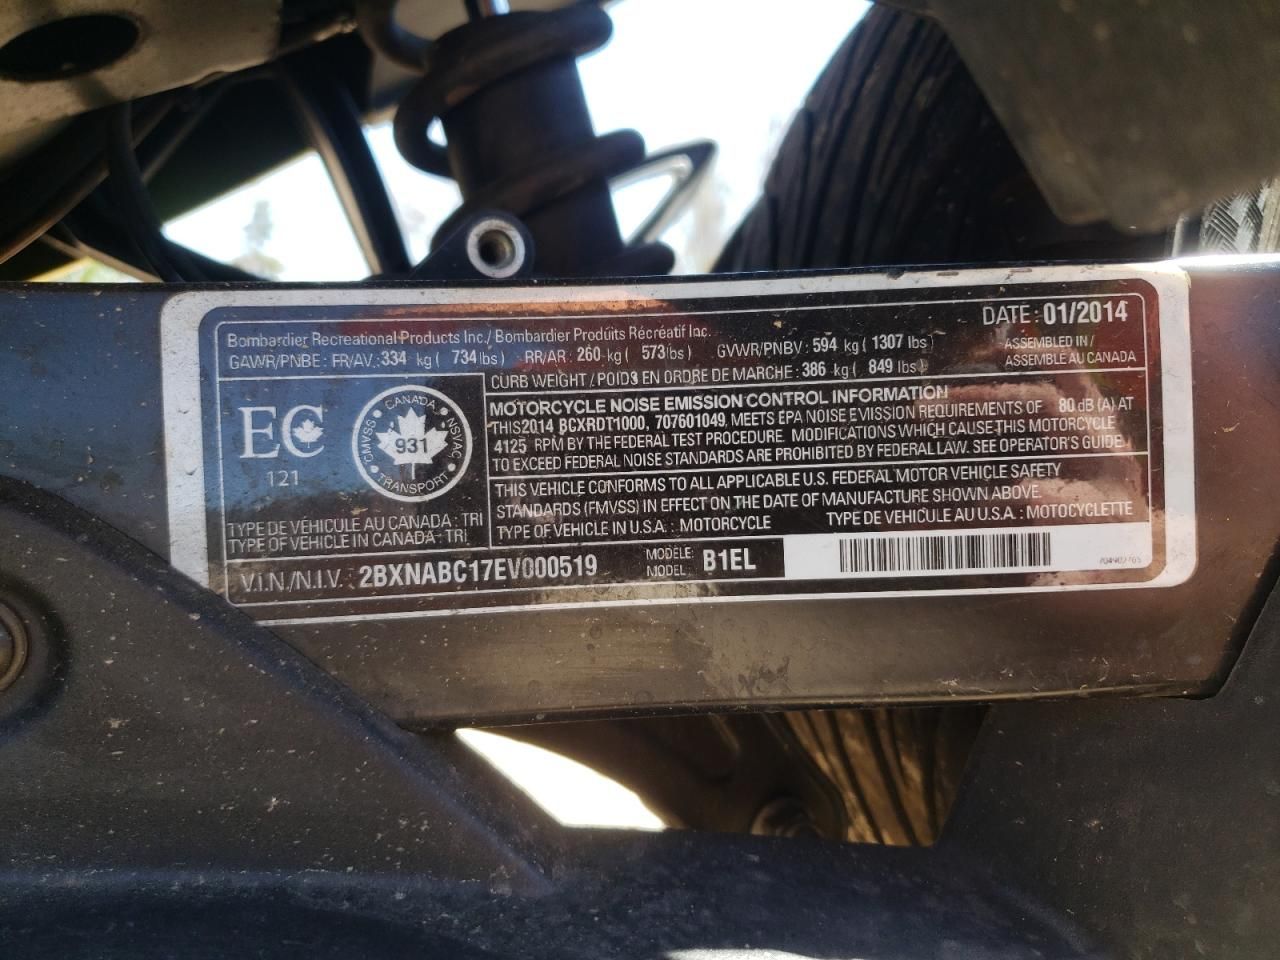 DATE : 01/2014
Bombardier Recreational Products Inc./ Bombardier Produits Récréatif Inc.
GAWR/PNBE : FR/AV.: 334 kg ( 734 lbs ) RR/AR : 260 kg ( 573 lbs ) GVWR/PNBV : 594 kg ( 1307 lbs )
ASSEMBLED IN /
ASSEMBLÉ AU CANADA
CURB WEIGHT / POIDS EN ORDRE DE MARCHE : 386 kg ( 849 lbs )
EC
121
CANADA
CMVSS
NSVAC
931
TRANSPORT
TYPE DE VÉHICULE AU CANADA : TRI
TYPE OF VEHICLE IN CANADA : TRI
MOTORCYCLE NOISE EMISSION CONTROL INFORMATION
THIS 2014 BCXRDT1000, 707601049, MEETS EPA NOISE EMISSION REQUIREMENTS OF 80 dB (A) AT
4125 RPM BY THE FEDERAL TEST PROCEDURE. MODIFICATIONS WHICH CAUSE THIS MOTORCYCLE
TO EXCEED FEDERAL NOISE STANDARDS ARE PROHIBITED BY FEDERAL LAW. SEE OPERATOR'S GUIDE.
THIS VEHICLE CONFORMS TO ALL APPLICABLE U.S. FEDERAL MOTOR VEHICLE SAFETY
STANDARDS (FMVSS) IN EFFECT ON THE DATE OF MANUFACTURE SHOWN ABOVE.
TYPE OF VEHICLE IN U.S.A. : MOTORCYCLE TYPE DE VÉHICULE AU U.S.A. : MOTOCYCLETTE
V.I.N./N.I.V. : 2BXNABC17EV000519
MODÈLE :
MODEL : B1EL
704902765